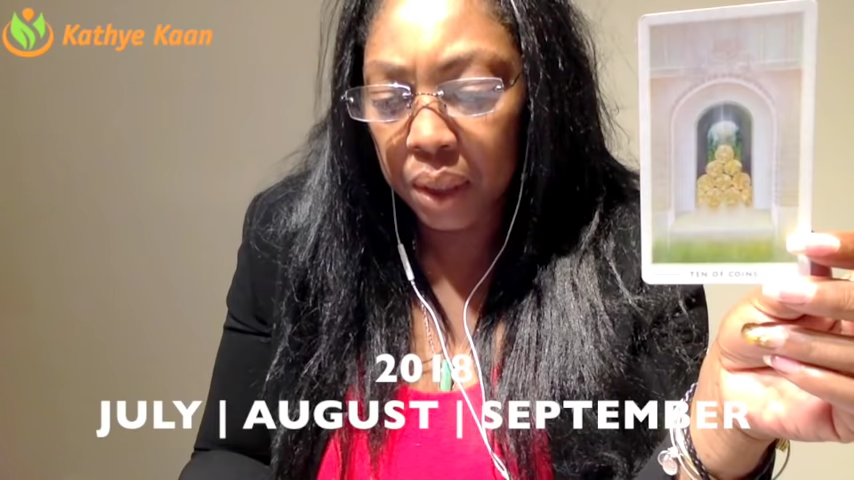 Kathye Kaan
TEN OF COINS
2018
JULY | AUGUST | SEPTEMBER